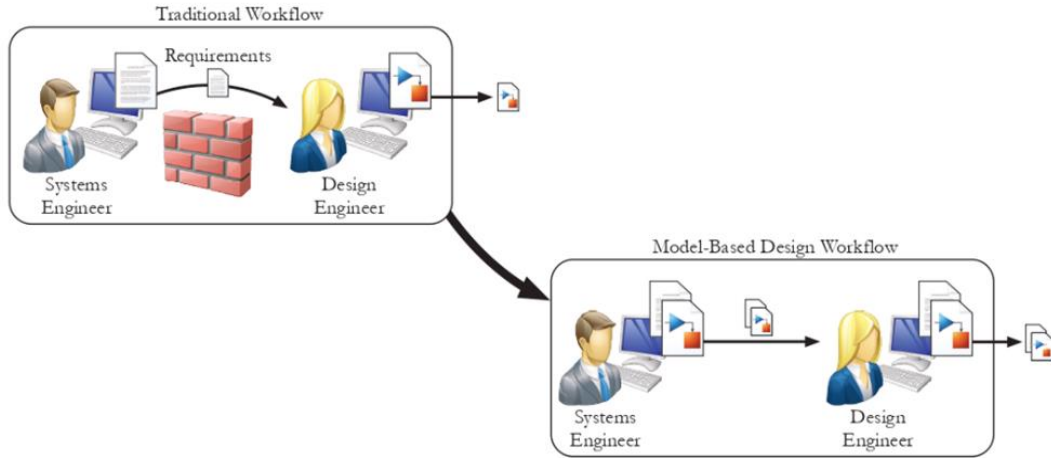 Traditional Workflow
Requirements
Systems
Engineer
Design
Engineer
Model-Based Design Workflow
Systems
Engineer
Design
Engineer